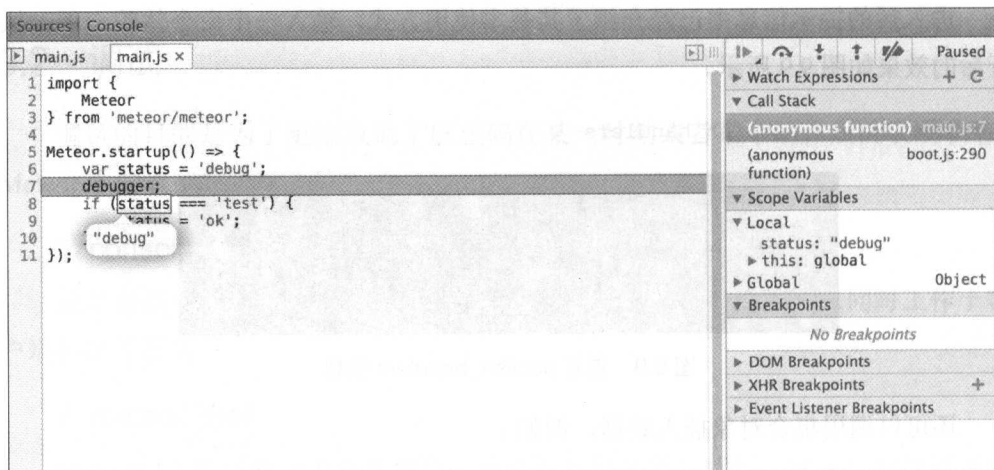 Sources Console
main.js main.js × Paused
1 import {
2 Meteor
3 } from 'meteor/meteor';
4
5 Meteor.startup(() => {
6 var status = 'debug';
7 debugger;
8 if (status === 'test') {
9 status = 'ok';
10
"debug"
11 });
Watch Expressions
Call Stack
(anonymous function) main.js:7
(anonymous function) boot.js:290
Scope Variables
Local
status: "debug"
this: global
Global Object
Breakpoints
No Breakpoints
DOM Breakpoints
XHR Breakpoints
Event Listener Breakpoints